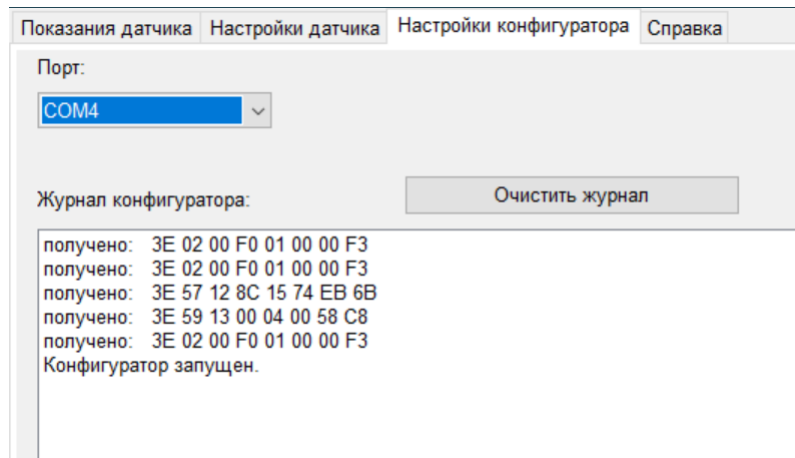 Показания датчика Настройки датчика Настройки конфигуратора Справка
Порт:
COM4
Журнал конфигуратора: Очистить журнал
получено: 3E 02 00 F0 01 00 00 F3
получено: 3E 02 00 F0 01 00 00 F3
получено: 3E 57 12 8C 15 74 EB 6B
получено: 3E 59 13 00 04 00 58 C8
получено: 3E 02 00 F0 01 00 00 F3
Конфигуратор запущен.